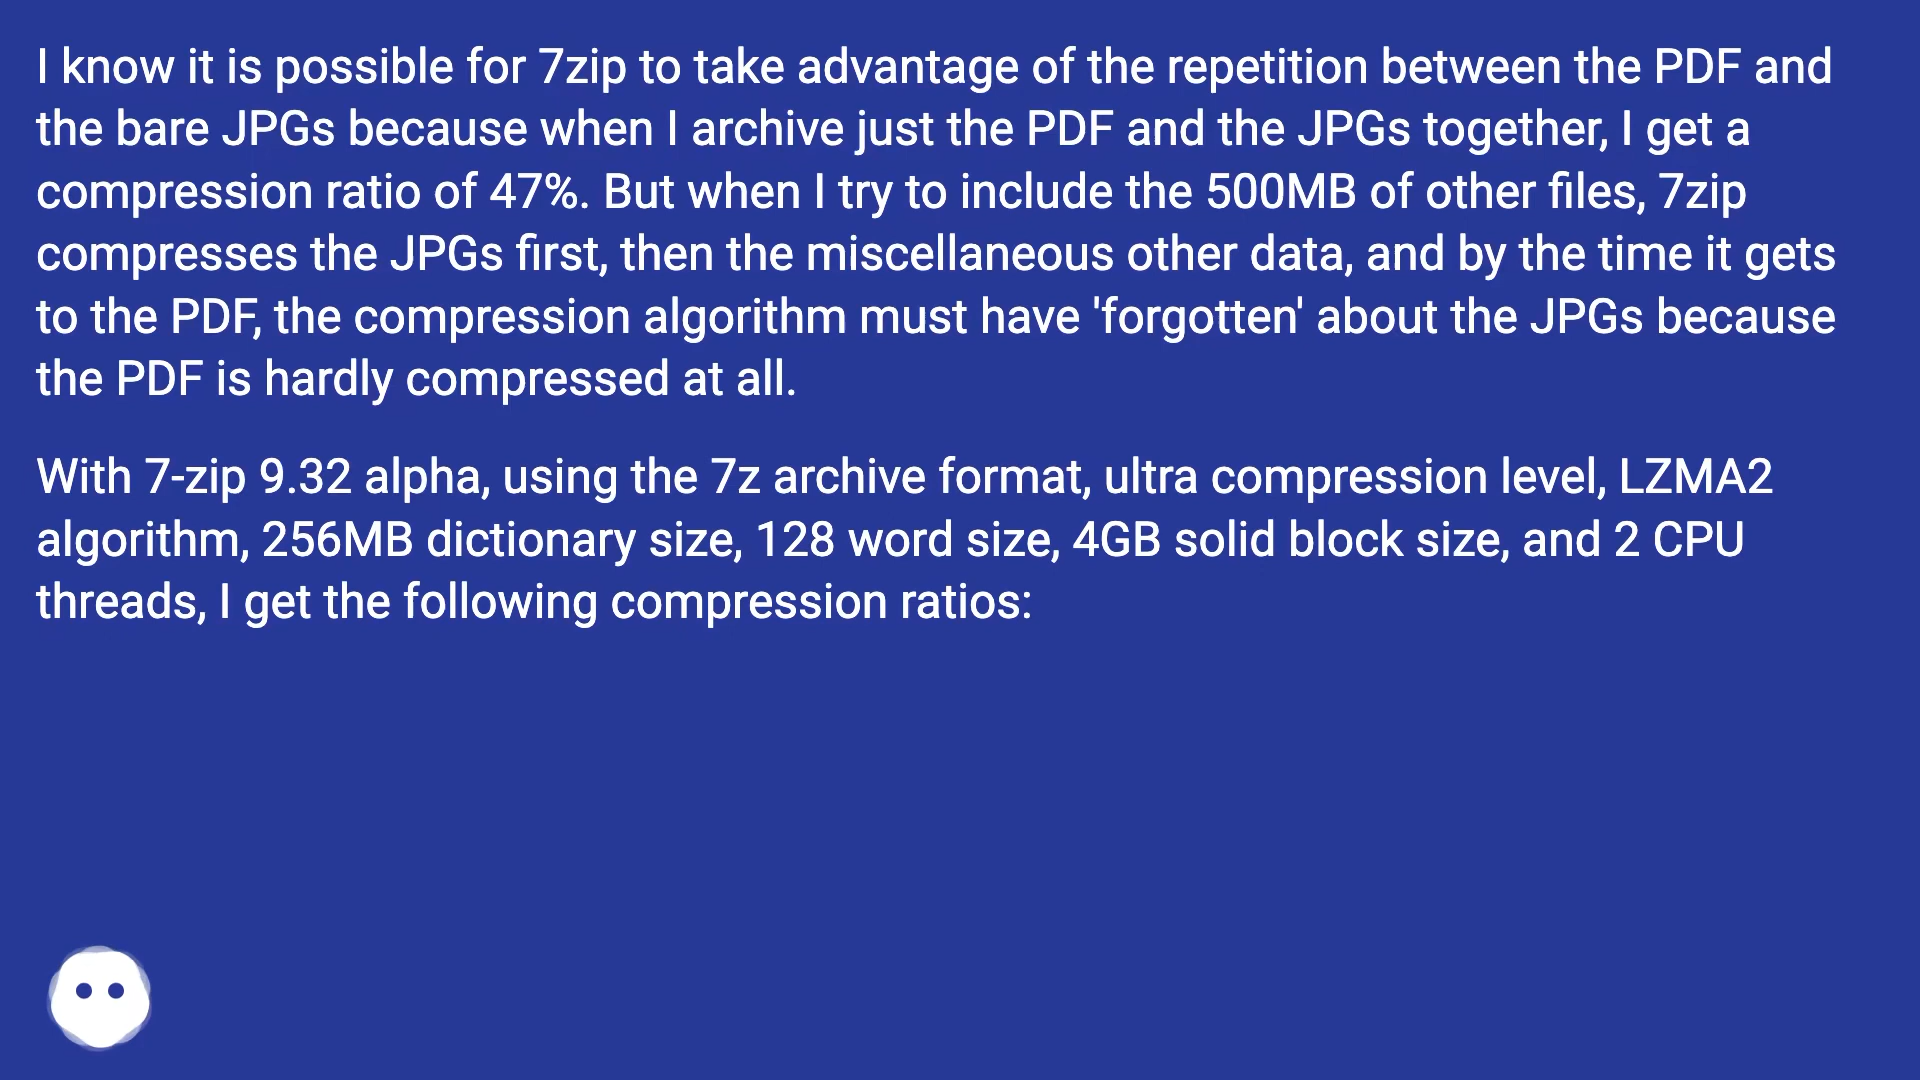 I know it is possible for 7zip to take advantage of the repetition between the PDF and
the bare JPGs because when I archive just the PDF and the JPGs together, I get a
compression ratio of 47%. But when I try to include the 500MB of other files, 7zip
compresses the JPGs first, then the miscellaneous other data, and by the time it gets
to the PDF, the compression algorithm must have 'forgotten' about the JPGs because
the PDF is hardly compressed at all.
With 7-zip 9.32 alpha, using the 7z archive format, ultra compression level, LZMA2
algorithm, 256MB dictionary size, 128 word size, 4GB solid block size, and 2 CPU
threads, I get the following compression ratios: